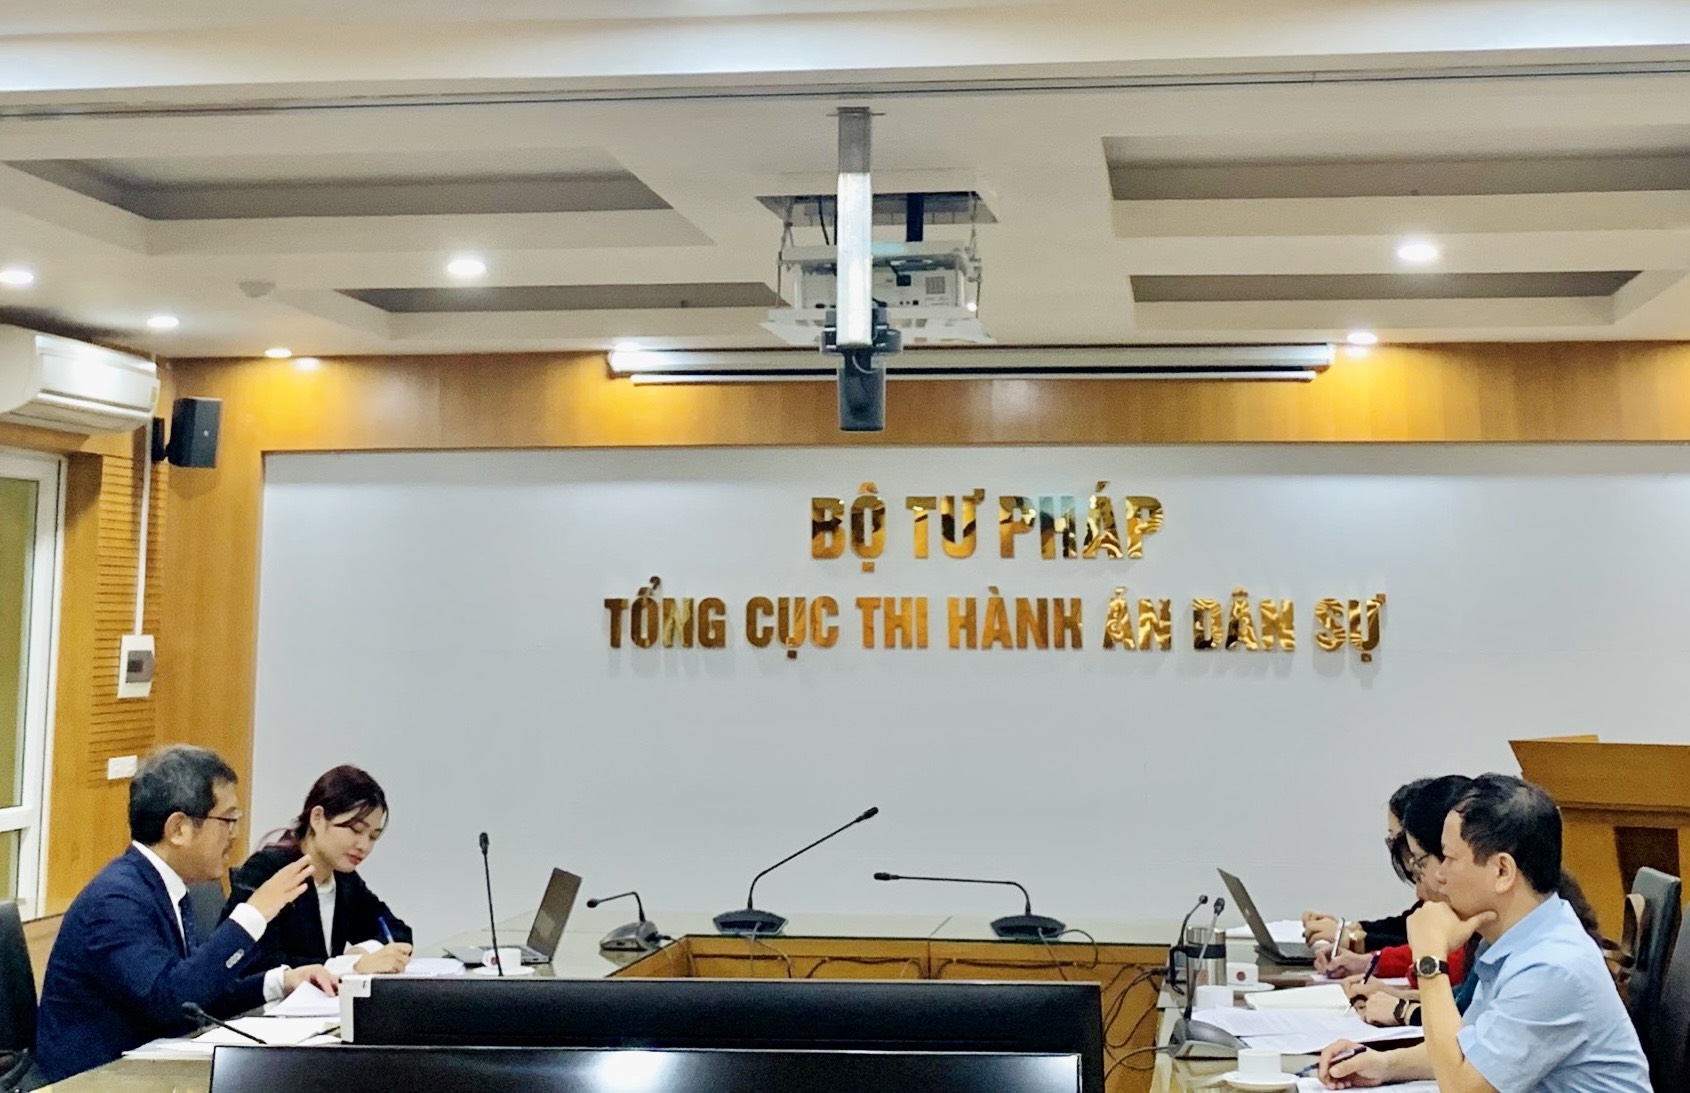 BỘ TƯ PHÁP
TỔNG CỤC THI HÀNH ÁN DÂN SỰ